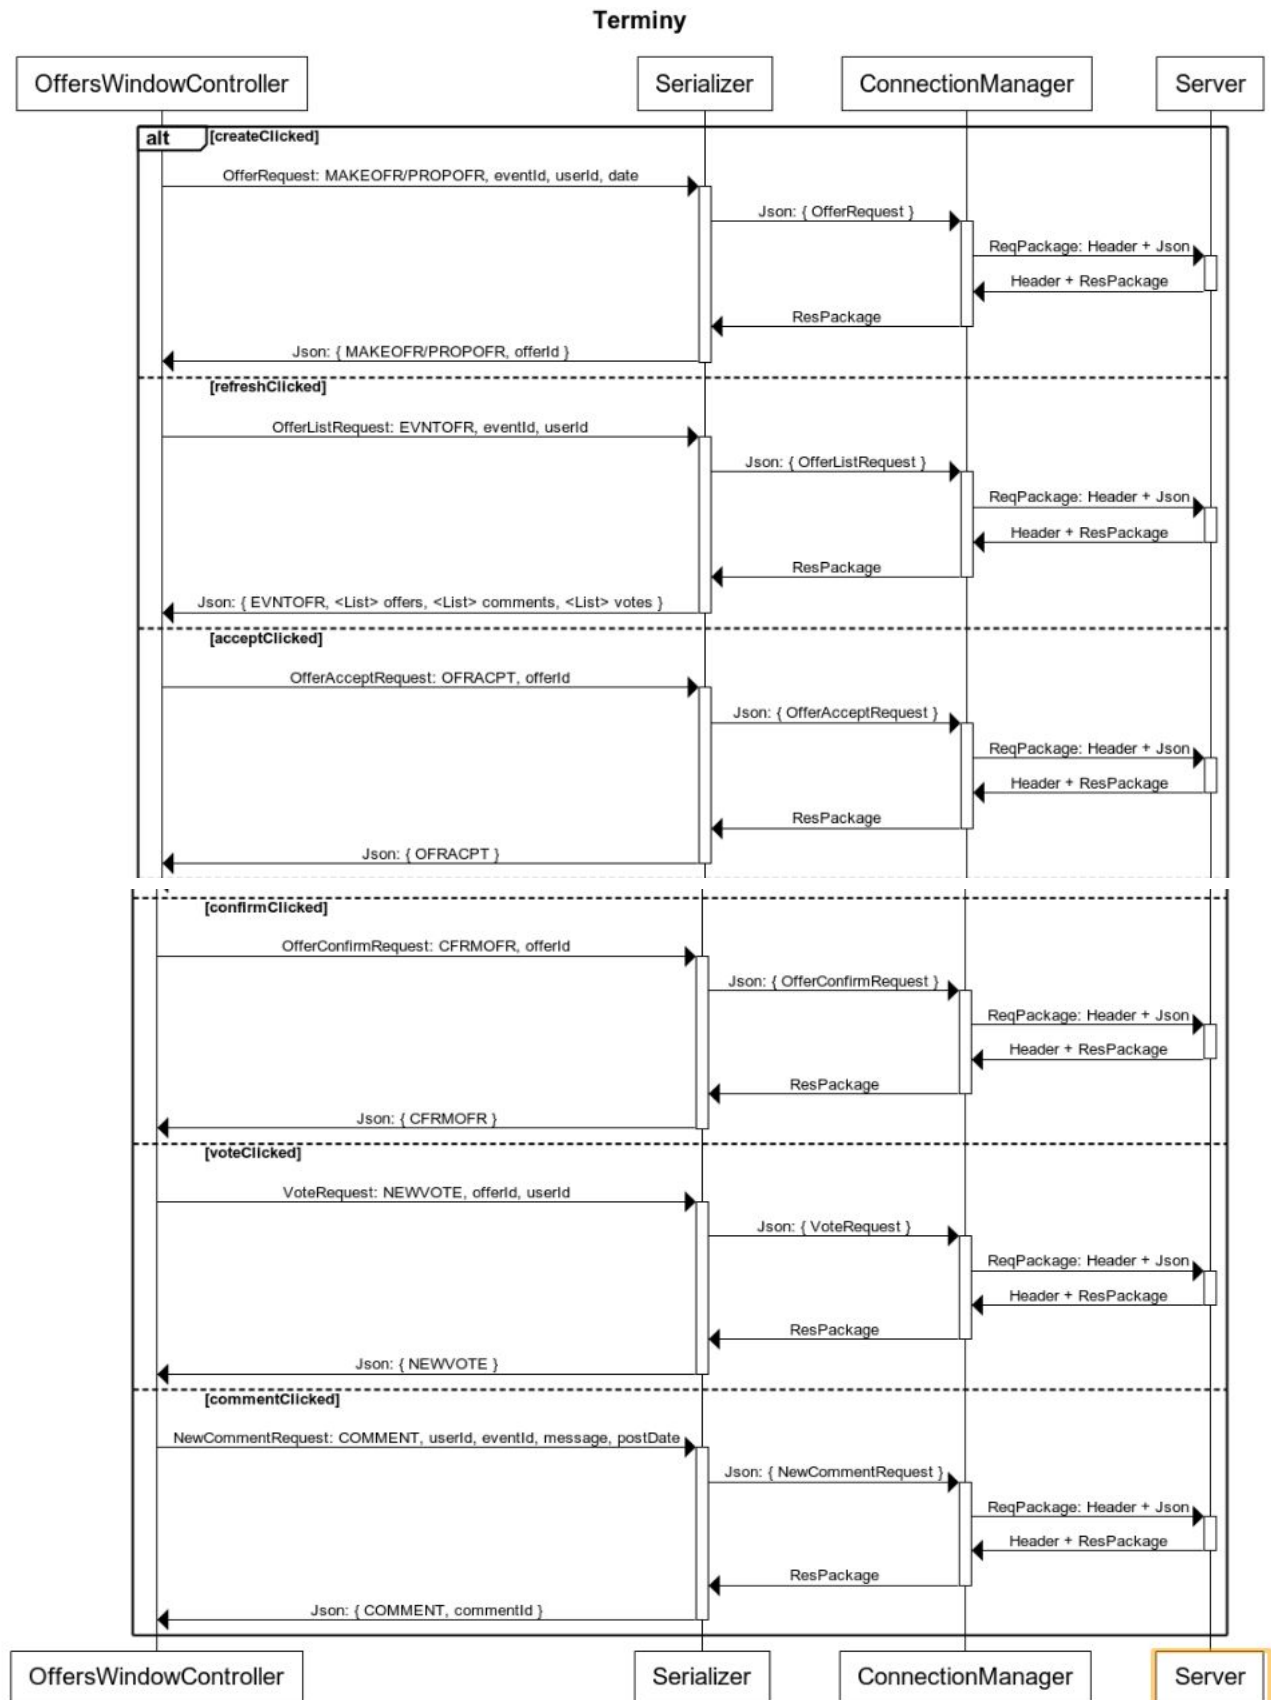 Terminy
OffersWindowController
Serializer
ConnectionManager
Server
alt
[createClicked]
OfferRequest: MAKEOFR/PROPOFR, eventId, userId, date
Json: { OfferRequest }
ReqPackage: Header + Json
Header + ResPackage
ResPackage
Json: { MAKEOFR/PROPOFR, offerId }
[refreshClicked]
OfferListRequest: EVNTOFR, eventId, userId
Json: { OfferListRequest }
ReqPackage: Header + Json
Header + ResPackage
ResPackage
Json: { EVNTOFR, <List> offers, <List> comments, <List> votes }
[acceptClicked]
OfferAcceptRequest: OFRACPT, offerId
Json: { OfferAcceptRequest }
ReqPackage: Header + Json
Header + ResPackage
ResPackage
Json: { OFRACPT }
[confirmClicked]
OfferConfirmRequest: CFRMOFR, offerId
Json: { OfferConfirmRequest }
ReqPackage: Header + Json
Header + ResPackage
ResPackage
Json: { CFRMOFR }
[voteClicked]
VoteRequest: NEWVOTE, offerId, userId
Json: { VoteRequest }
ReqPackage: Header + Json
Header + ResPackage
ResPackage
Json: { NEWVOTE }
[commentClicked]
NewCommentRequest: COMMENT, userId, eventId, message, postDate
Json: { NewCommentRequest }
ReqPackage: Header + Json
Header + ResPackage
ResPackage
Json: { COMMENT, commentId }
OffersWindowController
Serializer
ConnectionManager
Server